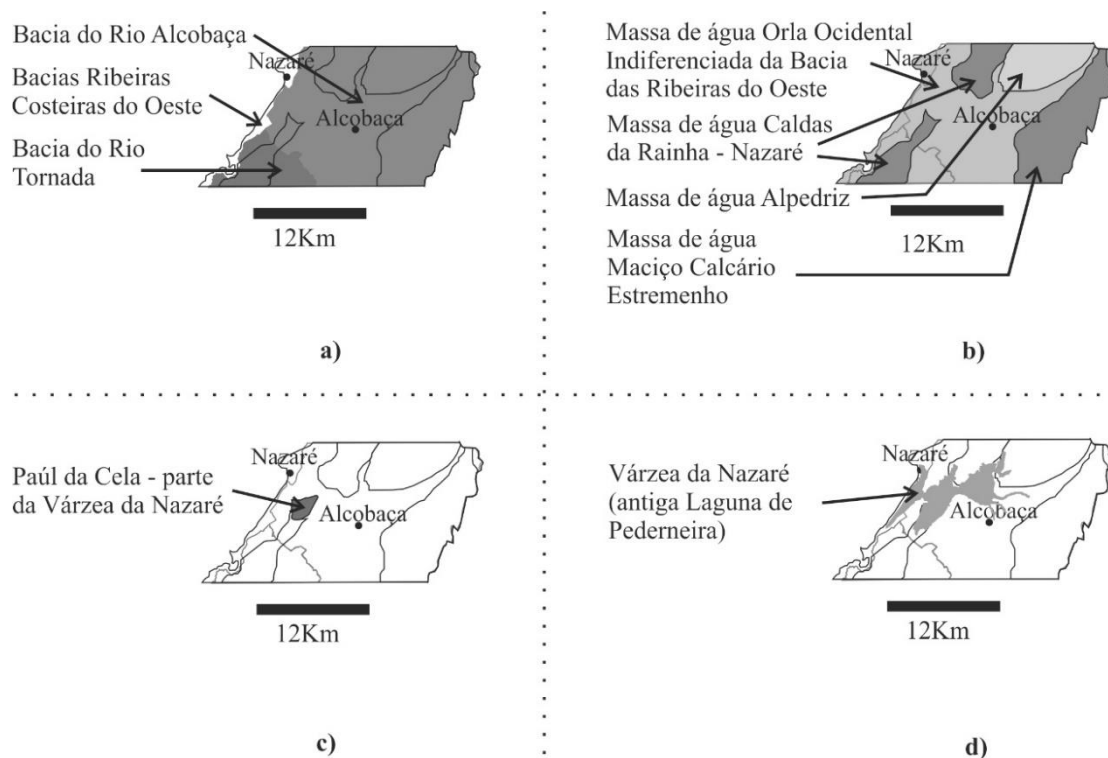 Bacia do Rio Alcobaça
Nazaré
Bacias Ribeiras
Costeiras do Oeste
Alcobaça
Bacia do Rio
Tornada
12Km
a)
Massa de água Orla Ocidental
Indiferenciada da Bacia
das Ribeiras do Oeste
Nazaré
Massa de água Caldas
da Rainha - Nazaré
Alcobaça
Massa de água Alpedriz
12Km
Massa de água
Maciço Calcário
Estremenho
b)
Nazaré
Paúl da Cela - parte
da Várzea da Nazaré
Alcobaça
12Km
c)
Nazaré
Várzea da Nazaré
(antiga Laguna de
Pederneira)
Alcobaça
12Km
d)